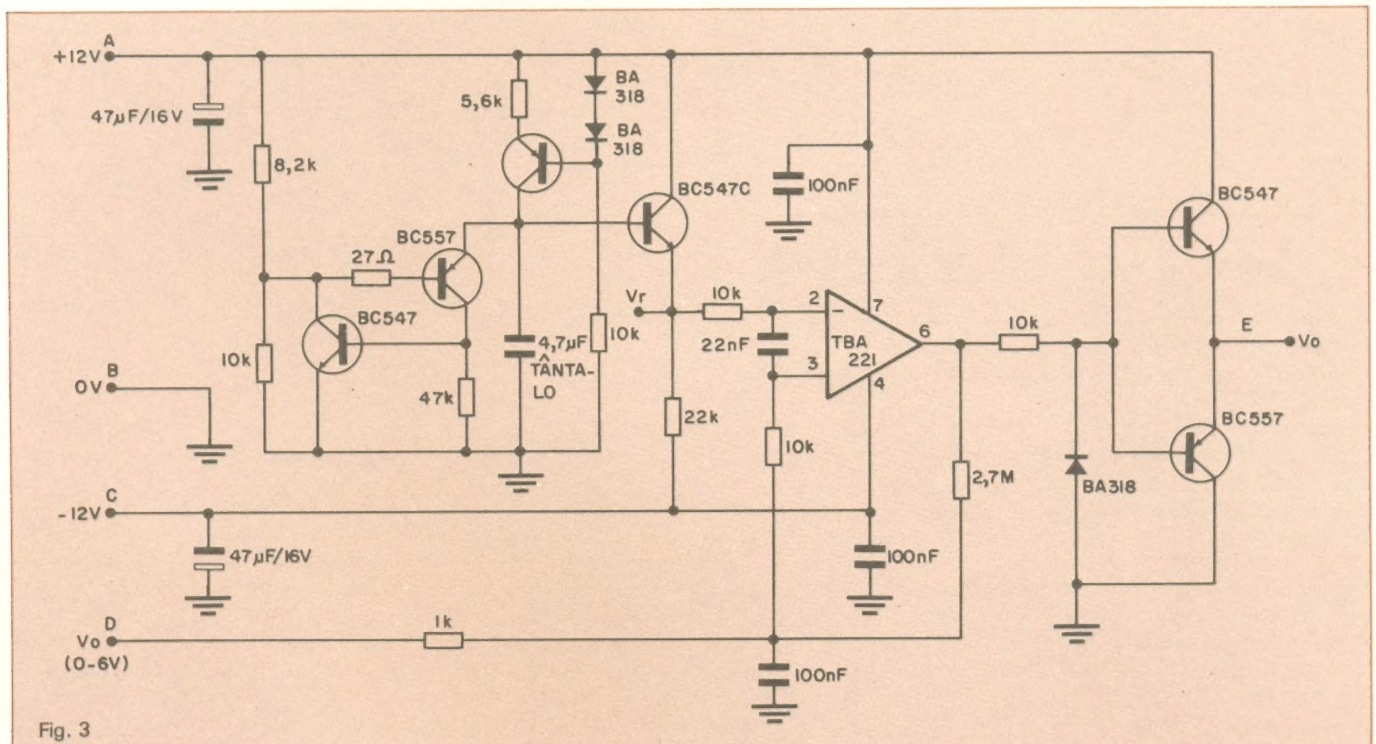 A
+12V
47µF/16V
8,2k
5,6k
BA
318
BA
318
100nF
BC547C
BC547
BC557
27Ω
BC547
10k
47k
4,7µF
TÂNTA-
LO
10k
Vr
10k
22nF
2
3
7
TBA
221
4
6
10k
E
Vo
B
0V
22k
10k
2,7M
BA318
BC557
C
-12V
47µF/16V
100nF
D
Vo
(0-6V)
1k
100nF
Fig. 3